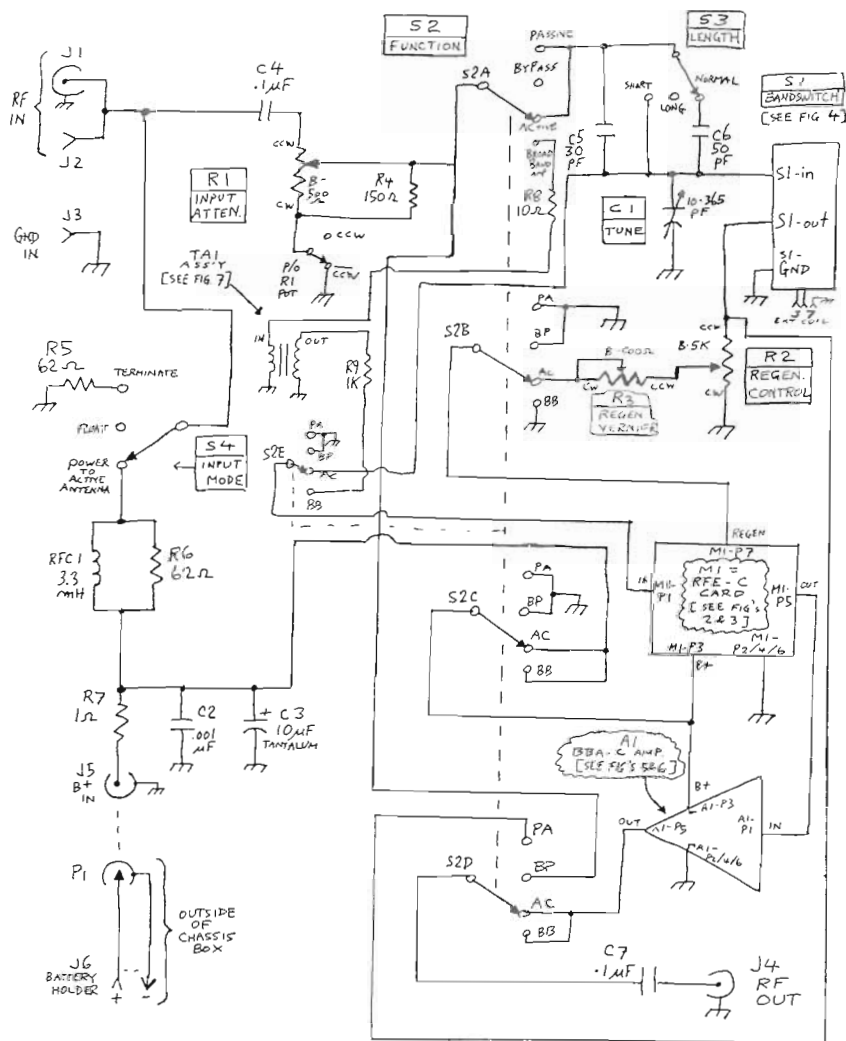 J1
RF
IN
J2
J3
GND
IN
C4
.1µF
CCW
B-
500Ω
CW
R1
INPUT
ATTEN.
R4
150Ω
CCW
P/O
R1
POT
CCW
TA1
ASS'Y
[SEE FIG 7]
IN
OUT
R9
1K
S2
FUNCTION
S2A
PASSIVE
BYPASS
ACTIVE
BROAD
BAND
AMP
R8
10Ω
S3
LENGTH
SHORT
LONG
NORMAL
C5
30
PF
C6
50
PF
C1
TUNE
10-365
PF
S1
BANDSWITCH
[SEE FIG 4]
S1-in
S1-out
S1-
GND
J7
EXT COIL
R5
62Ω
TERMINATE
POWER
TO
ACTIVE
ANTENNA
S4
INPUT
MODE
S2E
PA
BP
AC
BB
S2B
PA
BP
AC
BB
B-500Ω
CW
CCW
R3
REGEN
VERNIER
B-5K
CCW
CW
R2
REGEN.
CONTROL
RFC1
3.3
mH
R6
62Ω
R7
1Ω
C2
.001
µF
+
C3
10µF
TANTALUM
J5
B+
IN
S2C
PA
BP
AC
BB
REGEN
M1-P7
M1 =
RFE-C
CARD
[SEE FIG'S
2 & 3]
IN
M1-
P1
M1-
P5
OUT
M1-P3
B+
M1-
P2/4/6
A1
BBA-C AMP.
[SEE FIG'S 5&6]
B+
A1-P3
OUT
A1-P5
A1-
P1
IN
A1-
P2/4/6
S2D
PA
BP
AC
BB
P1
OUTSIDE
OF
CHASSIS
BOX
J6
BATTERY
HOLDER
+
-
C7
.1µF
J4
RF
OUT